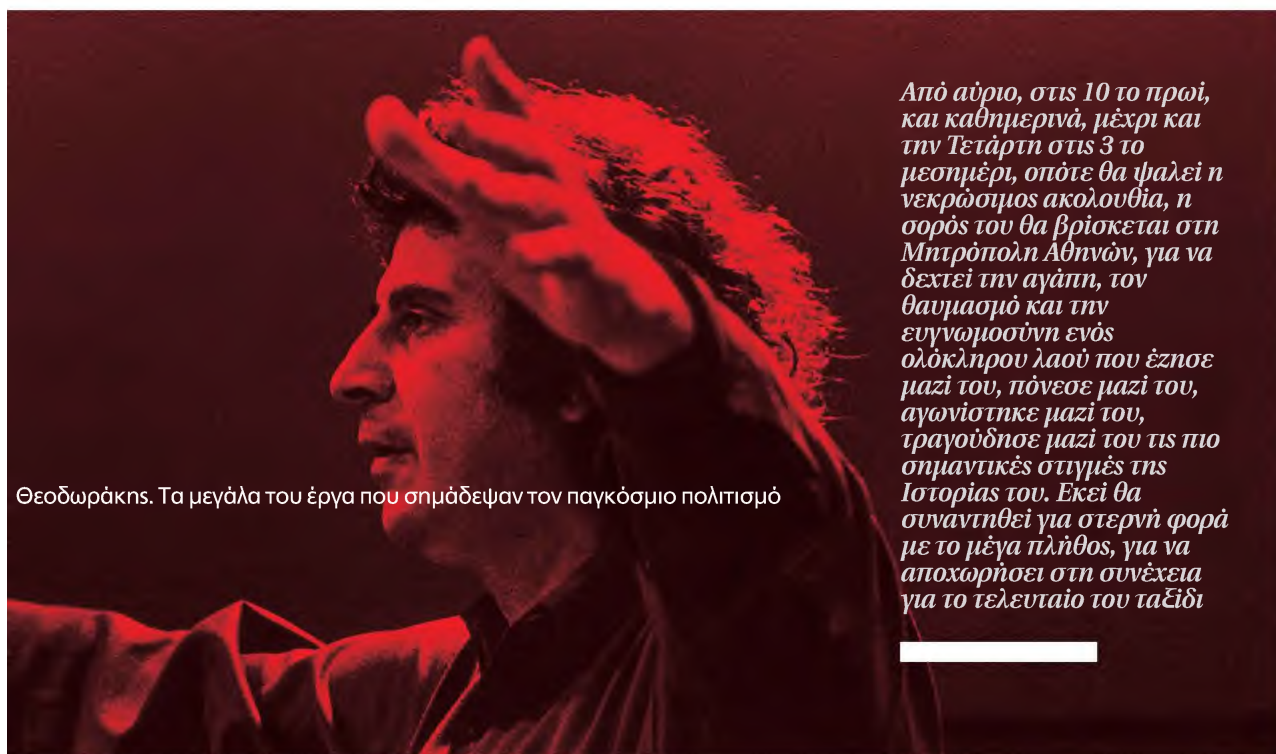 Από αύριο, στις 10 το πρωί,
και καθημερινά, μέχρι και
την Τετάρτη στις 3 το
μεσημέρι, οπότε θα ψαλεί η
νεκρώσιμος ακολουθία, η
σορός του θα βρίσκεται στη
Μητρόπολη Αθηνών, για να
δεχτεί την αγάπη, τον
θαυμασμό και την
ευγνωμοσύνη ενός
ολόκληρου λαού που έζησε
μαζί του, πόνεσε μαζί του,
αγωνίστηκε μαζί του,
τραγούδησε μαζί του τις πιο
σημαντικές στιγμές της
Ιστορίας του. Εκεί θα
συναντηθεί για στερνή φορά
με το μέγα πλήθος, για να
αποχωρήσει στη συνέχεια
για το τελευταίο του ταξίδι
Θεοδωράκης. Τα μεγάλα του έργα που σημάδεψαν τον παγκόσμιο πολιτισμό